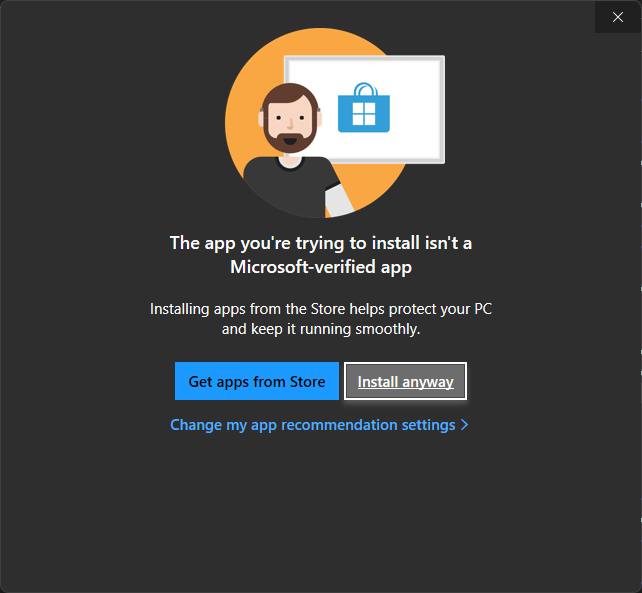 The app you're trying to install isn't a
Microsoft-verified app
Installing apps from the Store helps protect your PC
and keep it running smoothly.
Get apps from Store
Install anyway
Change my app recommendation settings